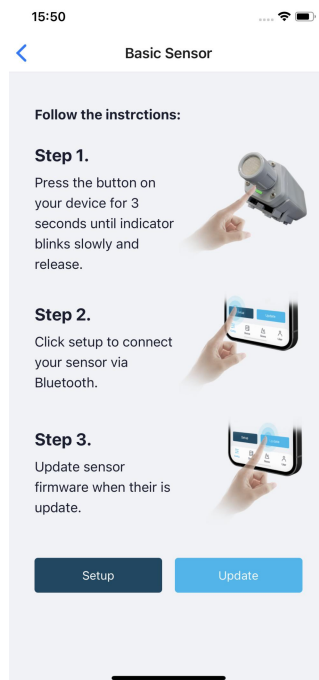 15:50
Basic Sensor
Follow the instrctions:
Step 1.
Press the button on
your device for 3
seconds until indicator
blinks slowly and
release.
Step 2.
Click setup to connect
your sensor via
Bluetooth.
Step 3.
Update sensor
firmware when their is
update.
Setup
Update